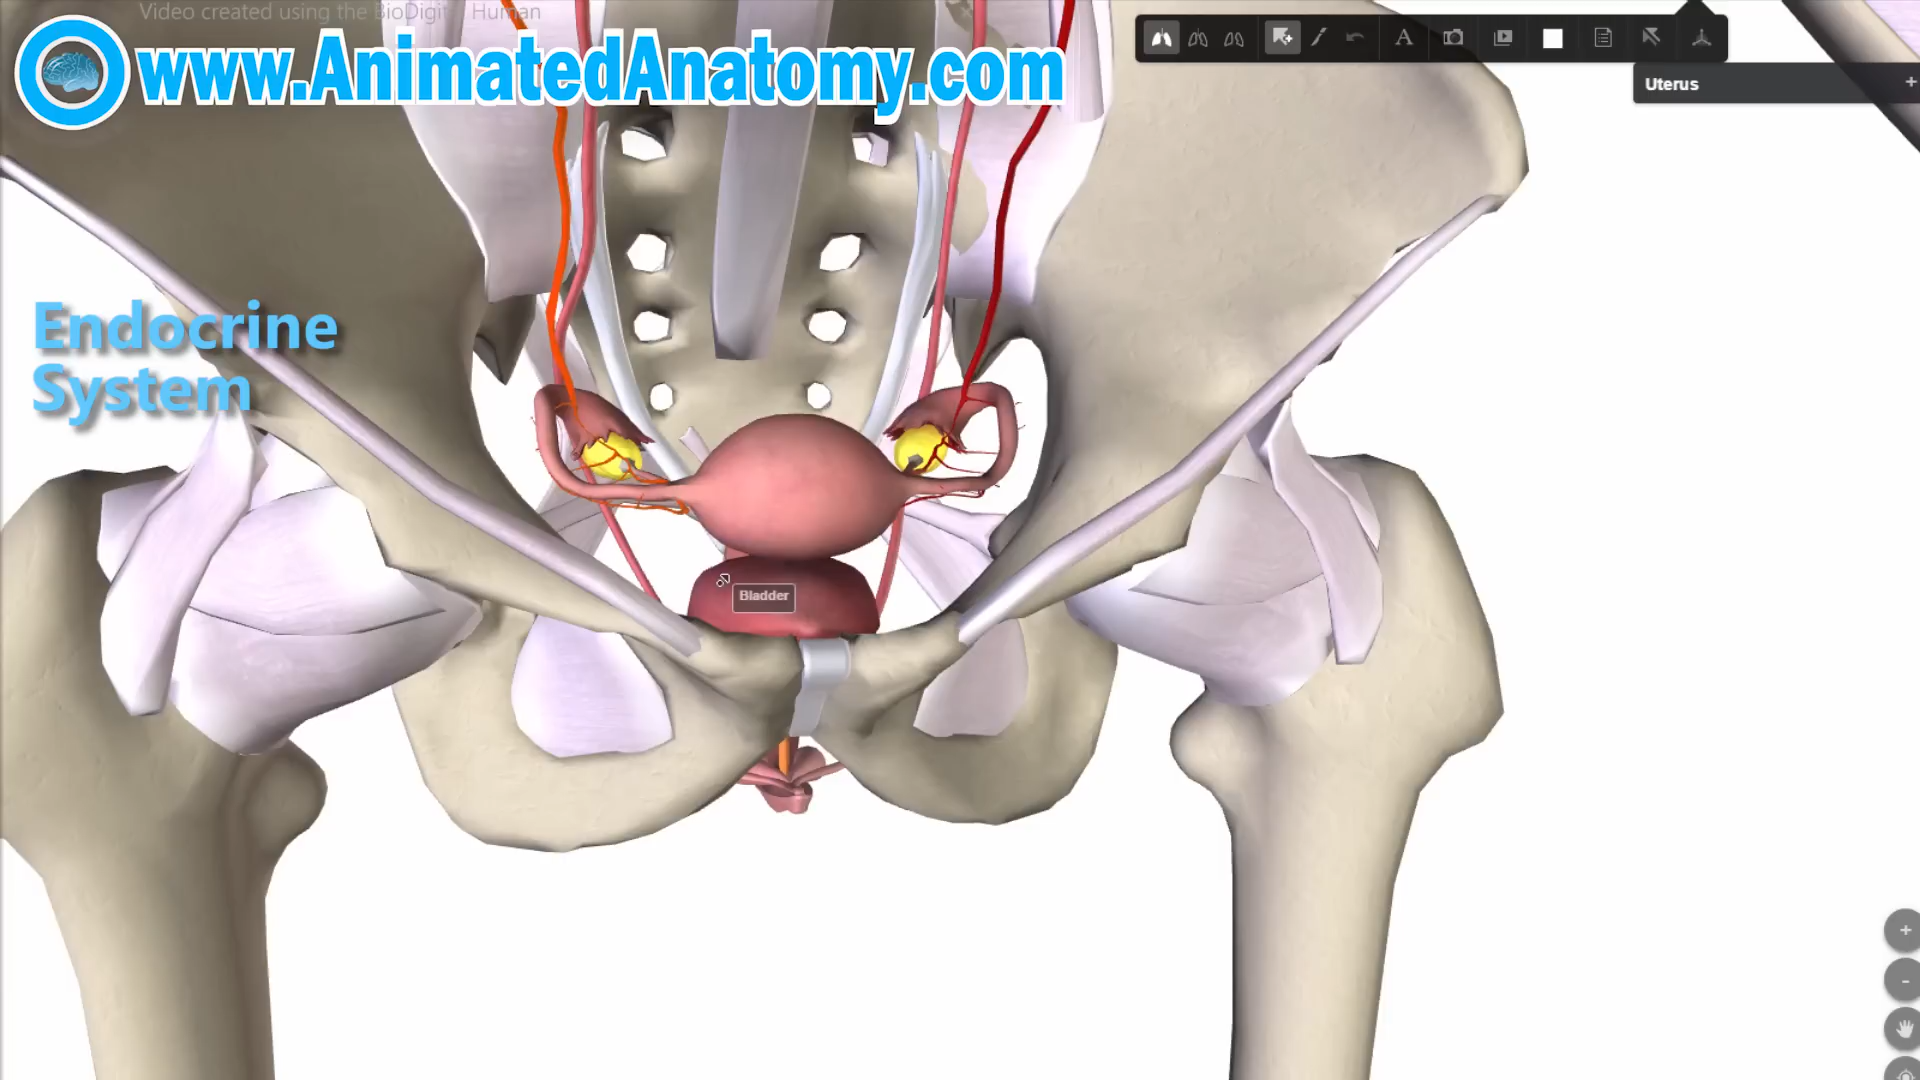 Video created using the BioDigital Human
www.AnimatedAnatomy.com
A
Uterus
Endocrine
System
Bladder